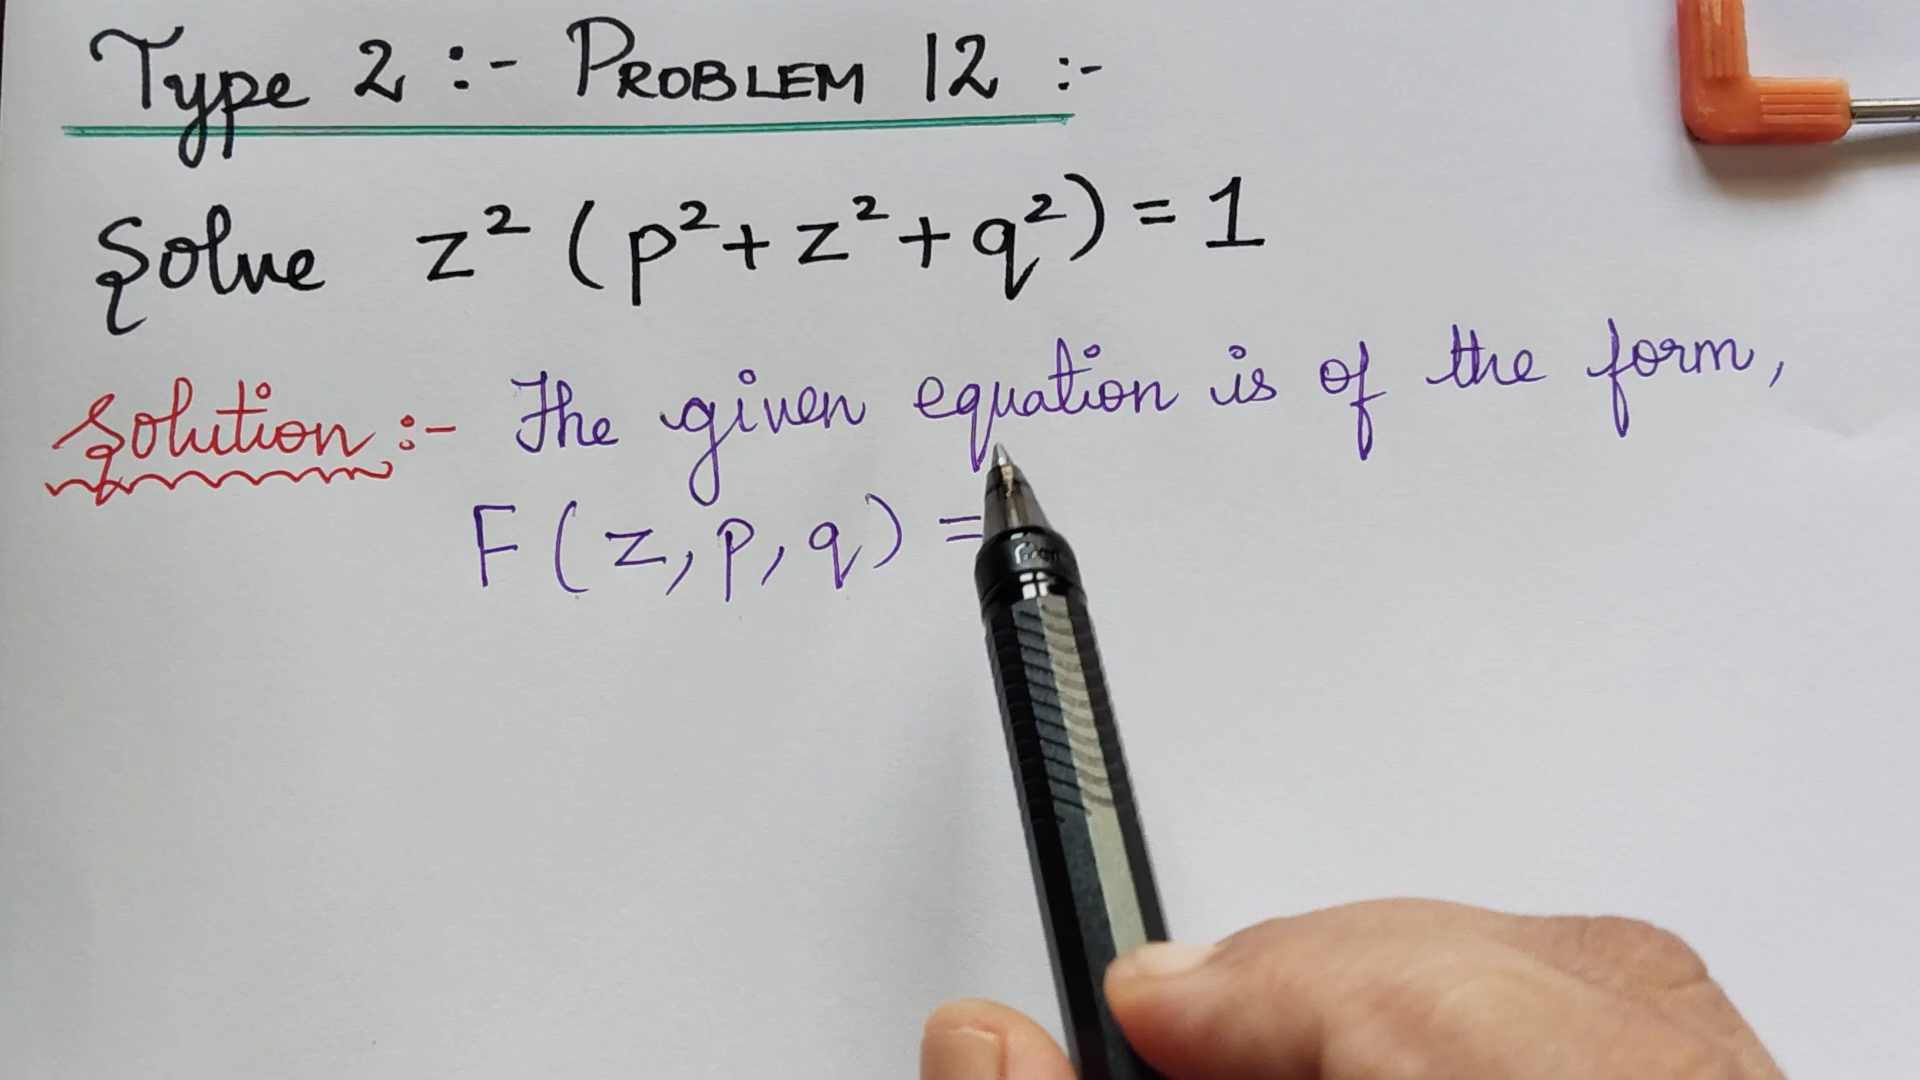 Type 2 :- PROBLEM 12 :-
Solve z² (p² + z² + q²) = 1
Solution :- The given equation is of the form,
F(z, p, q) =